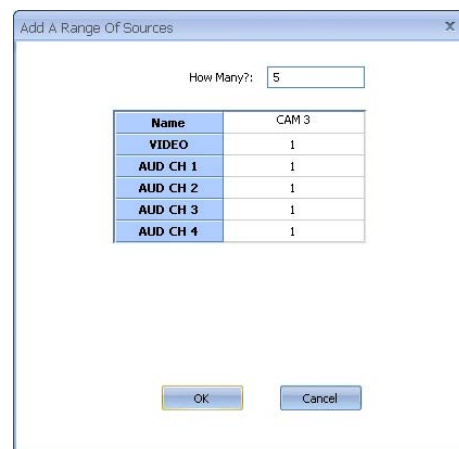 Add A Range Of Sources x
How Many?: 5
Name CAM 3
VIDEO 1
AUD CH 1 1
AUD CH 2 1
AUD CH 3 1
AUD CH 4 1
OK Cancel